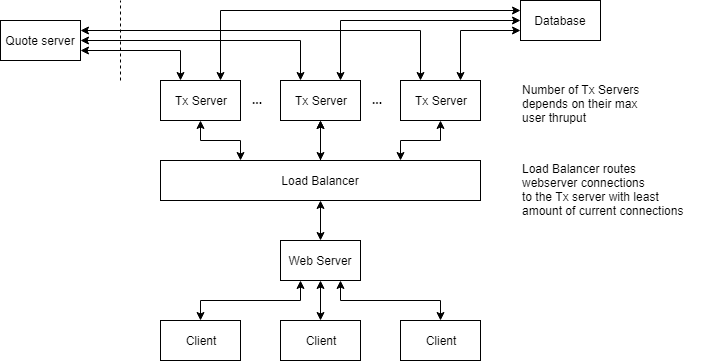 Database
Quote server
Tx Server ... Tx Server ... Tx Server
Number of Tx Servers
depends on their max
user thruput
Load Balancer
Load Balancer routes
webserver connections
to the Tx server with least
amount of current connections
Web Server
Client Client Client